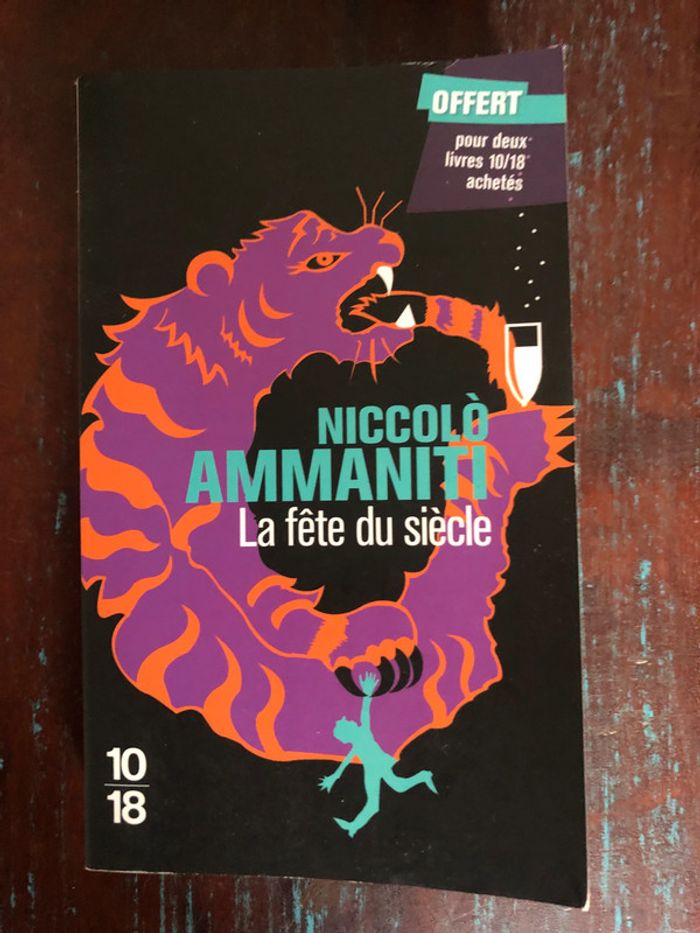 OFFERT
pour deux*
livres 10/18*
achetés
NICCOLÒ
AMMANITI
La fête du siècle
10
18